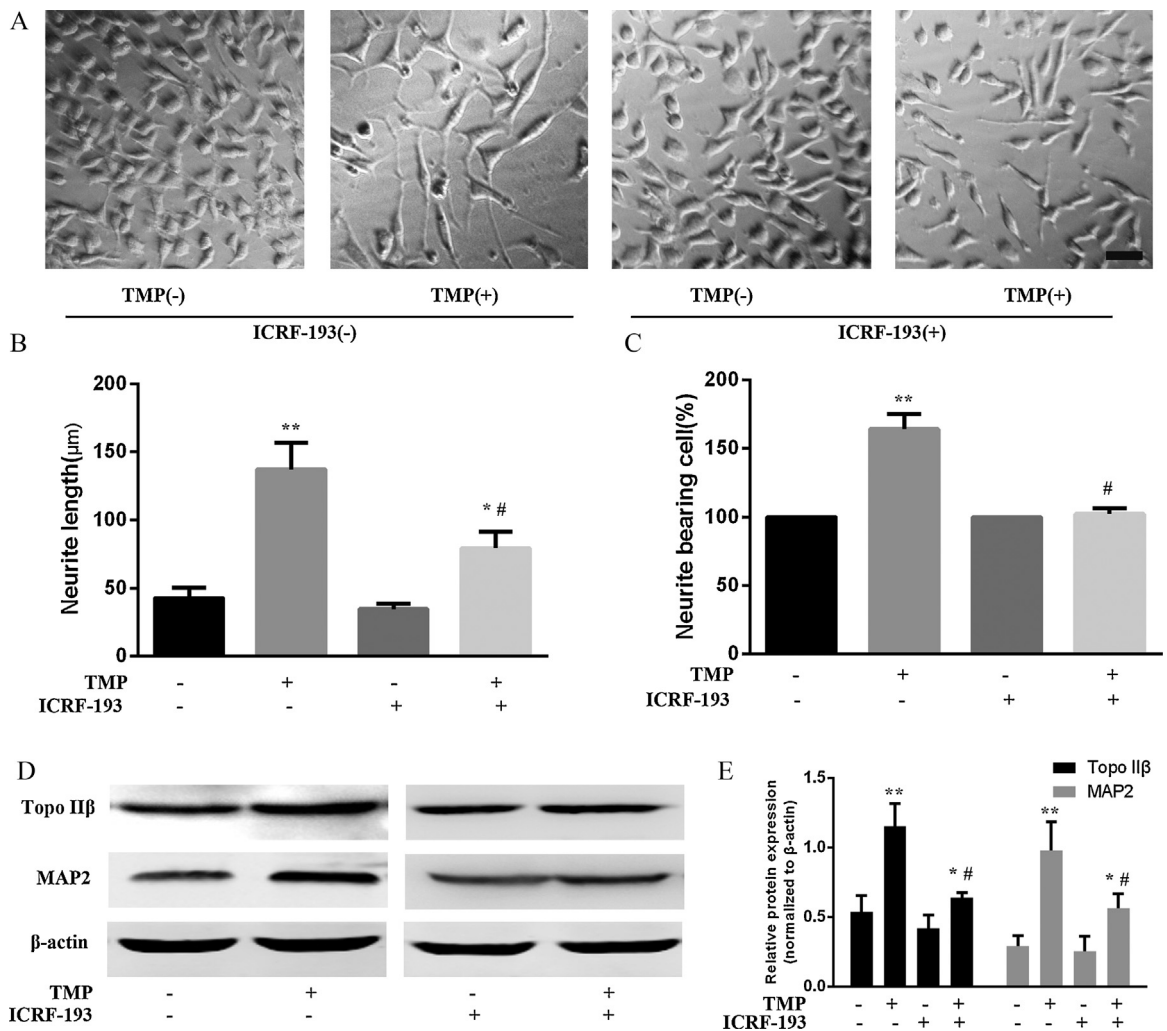 A
TMP(-) TMP(+) TMP(-) TMP(+)
ICRF-193(-) ICRF-193(+)
B
200
150
100
50
0
Neurite length(μm)
**
* #
TMP - + - +
ICRF-193 - - + +
C
200
150
100
50
0
Neurite bearing cell(%)
**
#
TMP - + - +
ICRF-193 - - + +
D
Topo IIβ
MAP2
β-actin
TMP - + - +
ICRF-193 - - + +
E
Topo IIβ
MAP2
1.5
1.0
0.5
0.0
Relative protein expression
(normalized to β-actin)
** * # ** * #
TMP - + - + - + - +
ICRF-193 - - + + - - + +